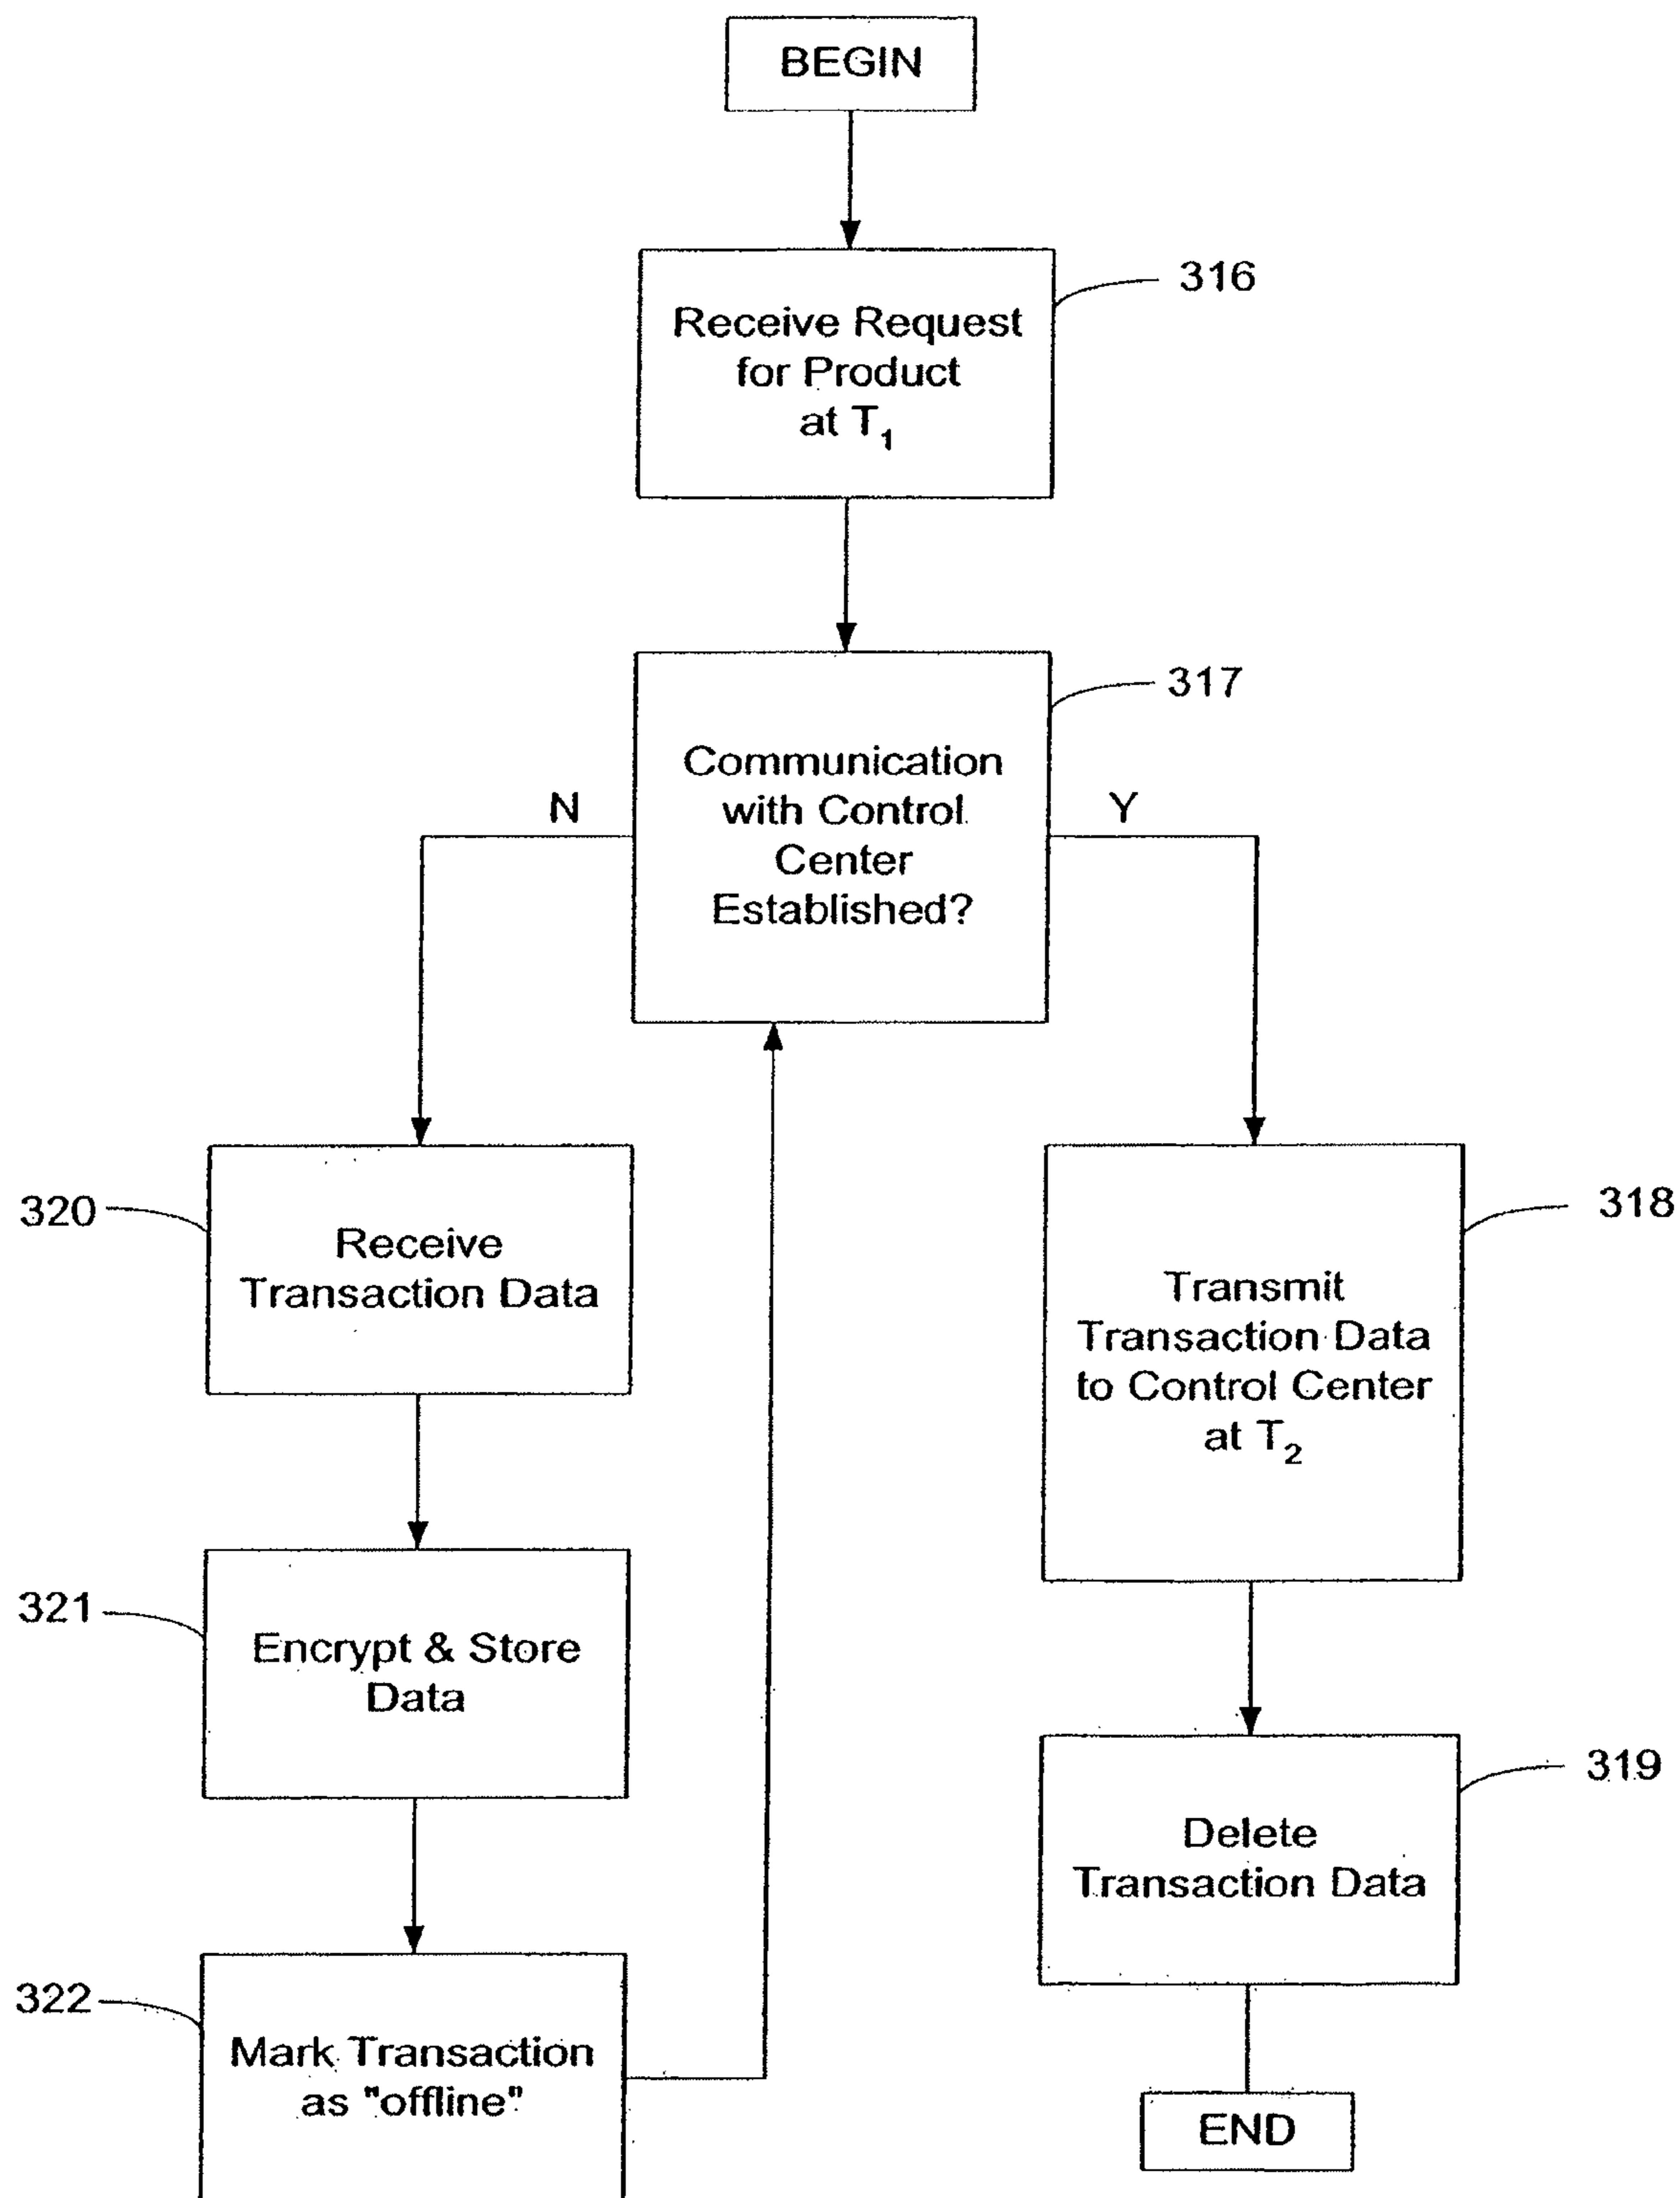 BEGIN
316
Receive Request
for Product
at T₁
317
Communication
with Control
Center
Established?
N
Y
320
Receive
Transaction Data
318
Transmit
Transaction Data
to Control Center
at T₂
321
Encrypt & Store
Data
319
Delete
Transaction Data
322
Mark Transaction
as "offline"
END